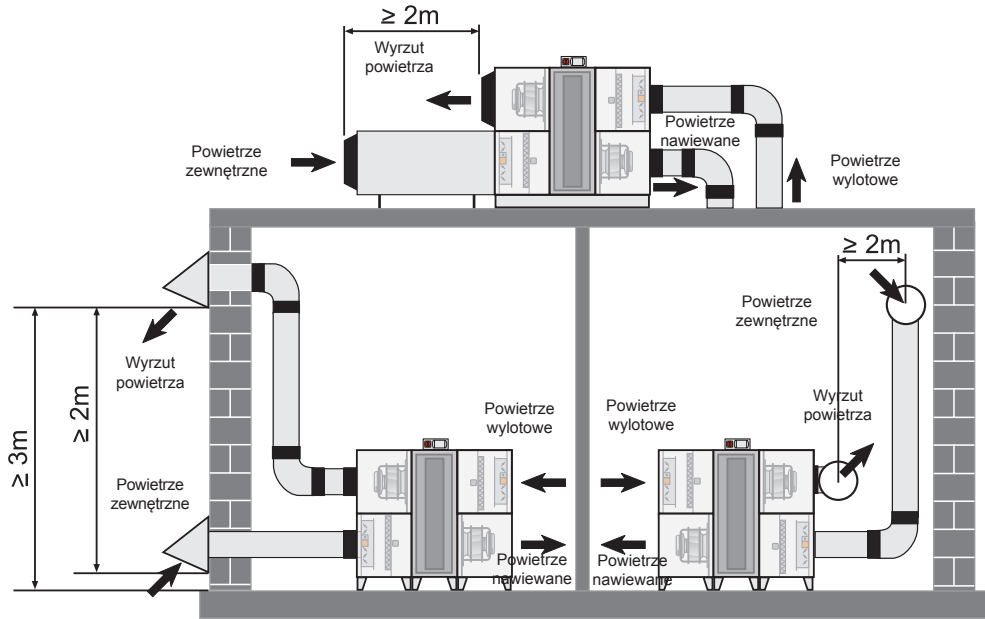 ≥ 2m
Wyrzut
powietrza
Powietrze
zewnętrzne
Powietrze
nawiewane
Powietrze
wylotowe
≥ 2m
Powietrze
zewnętrzne
Wyrzut
powietrza
Wyrzut
powietrza
≥ 3m
≥ 2m
Powietrze
wylotowe
Powietrze
wylotowe
Powietrze
zewnętrzne
Powietrze
nawiewane
Powietrze
nawiewane